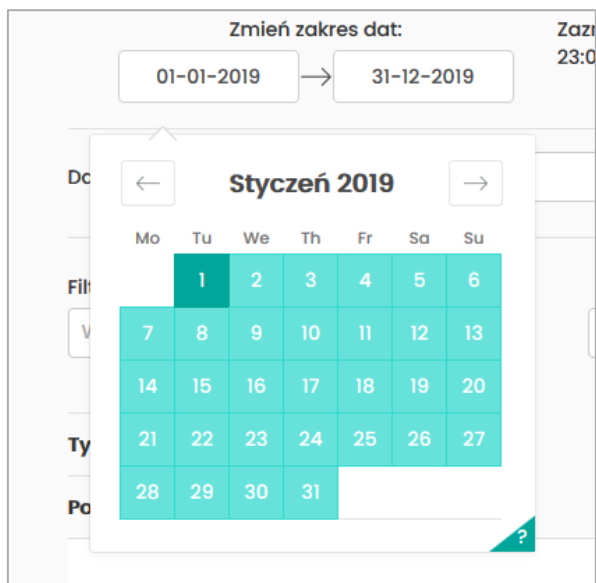 Zmień zakres dat:
23:0
01-01-2019 → 31-12-2019
← Styczeń 2019 →
Mo Tu We Th Fr Sa Su
1 2 3 4 5 6
7 8 9 10 11 12 13
14 15 16 17 18 19 20
21 22 23 24 25 26 27
28 29 30 31
?